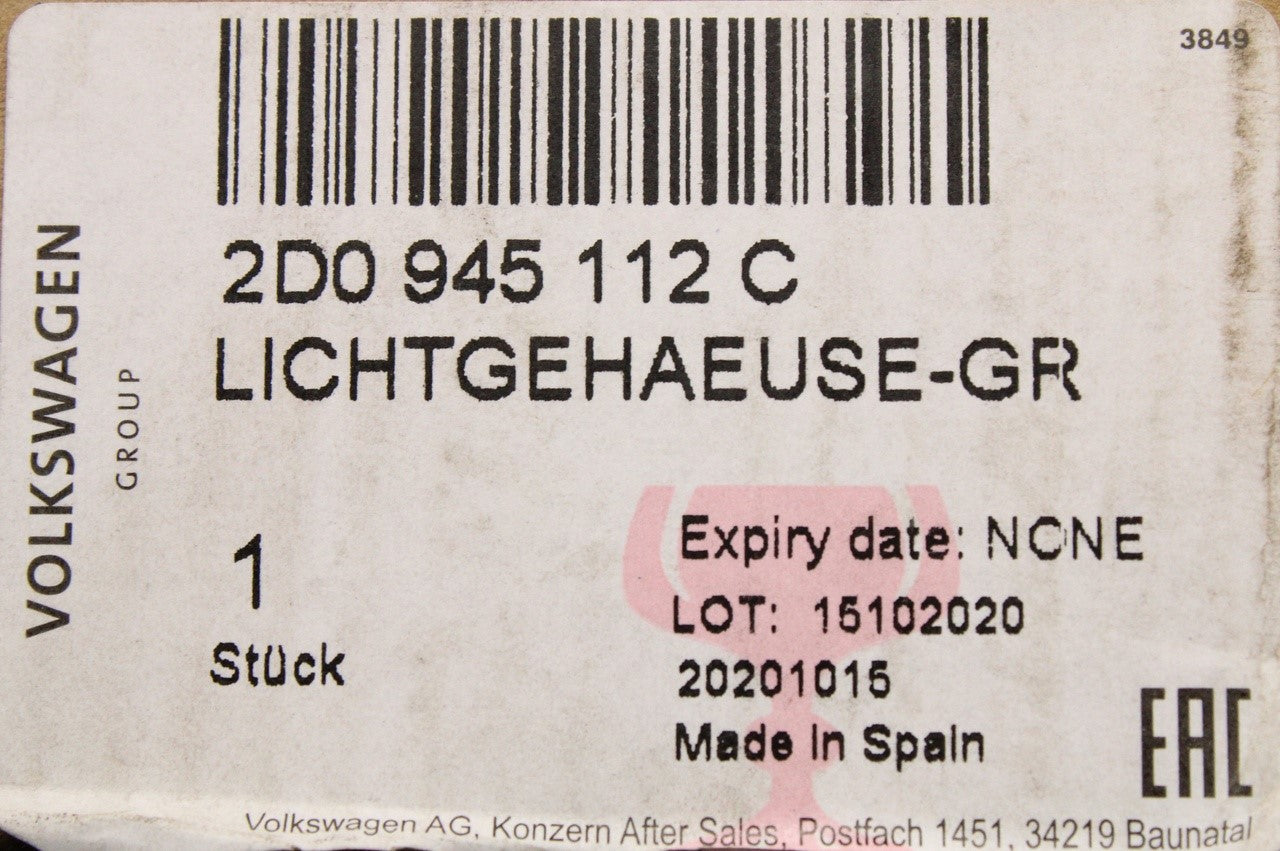 3849
2D0 945 112 C
LICHTGEHAEUSE-GR
VOLKSWAGEN
GROUP
1
Stück
Expiry date: NONE
LOT: 15102020
20201015
Made in Spain
EAC
Volkswagen AG, Konzern After Sales, Postfach 1451, 34219 Baunatal